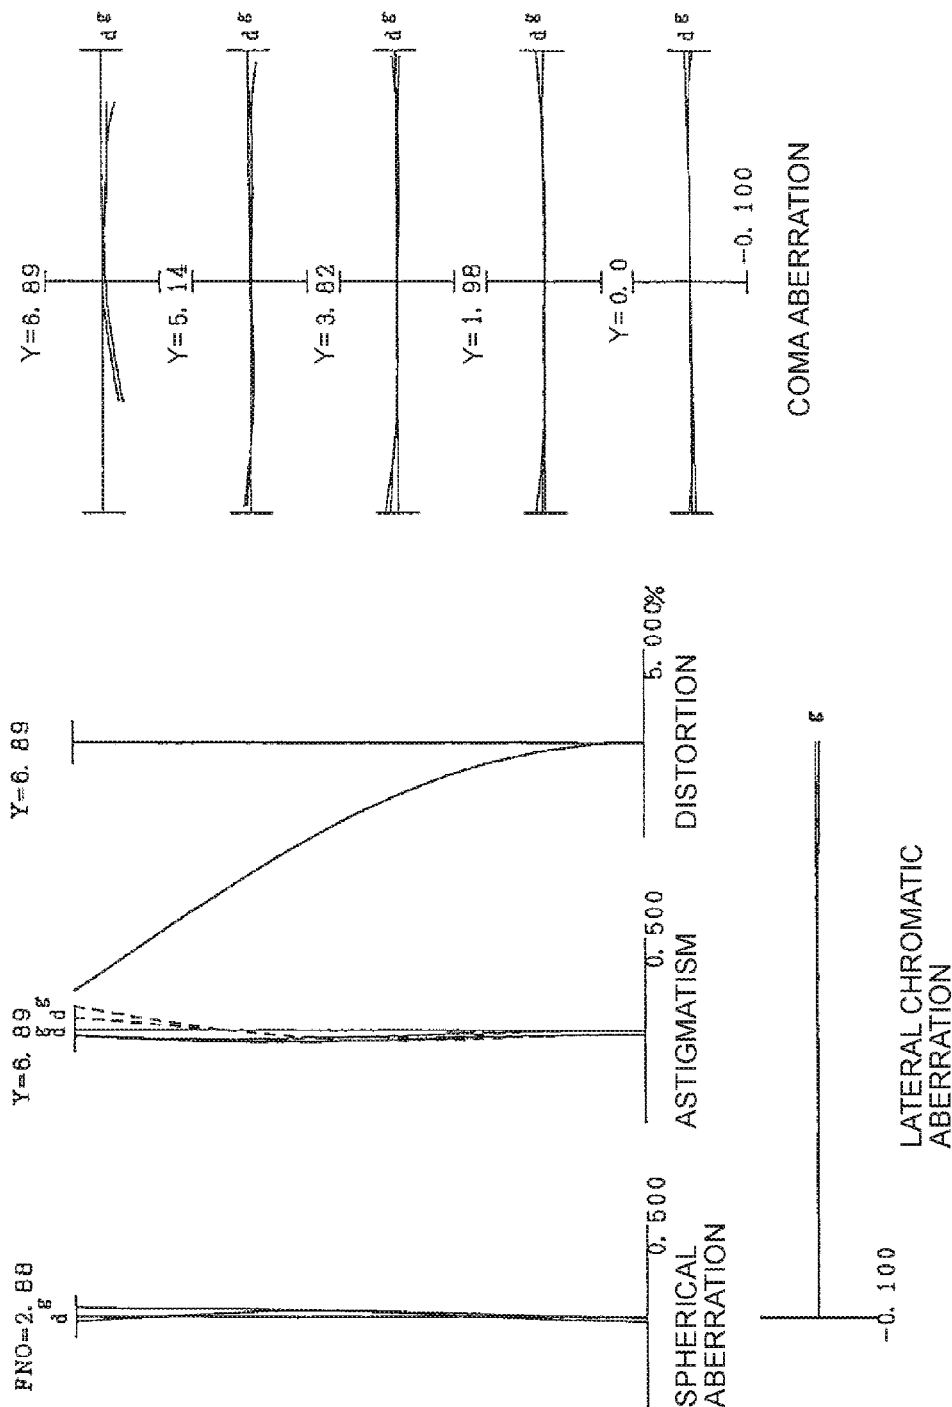 FNO=2.88
d g
0.500
SPHERICAL
ABERRATION
Y=6.89
d g d g
0.500
ASTIGMATISM
Y=6.89
5.000%
DISTORTION
Y=6.89
d g
Y=5.14
d g
Y=3.82
d g
Y=1.98
d g
Y=0.0
d g
-0.100
COMA ABERRATION
g
-0.100
LATERAL CHROMATIC
ABERRATION